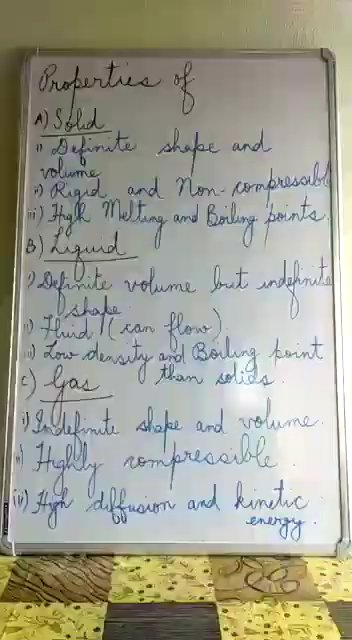 Properties of
A) Solid
i) Definite shape and
volume
ii) Rigid and Non-compressible
iii) High Melting and Boiling points.
B) Liquid
i) Definite volume but indefinite
shape
ii) Fluid (can flow)
iii) Low density and Boiling point
than solids.
C) Gas
i) Indefinite shape and volume.
ii) Highly compressible.
iii) High diffusion and kinetic
energy.